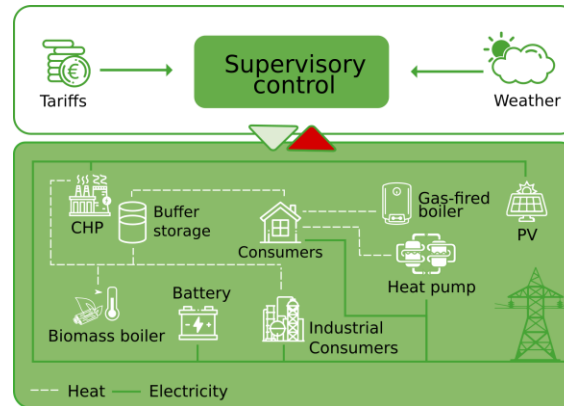 Supervisory
control
Tariffs
Weather
CHP
Buffer
storage
Consumers
Gas-fired
boiler
PV
Heat pump
Battery
Biomass boiler
Industrial
Consumers
Heat
Electricity